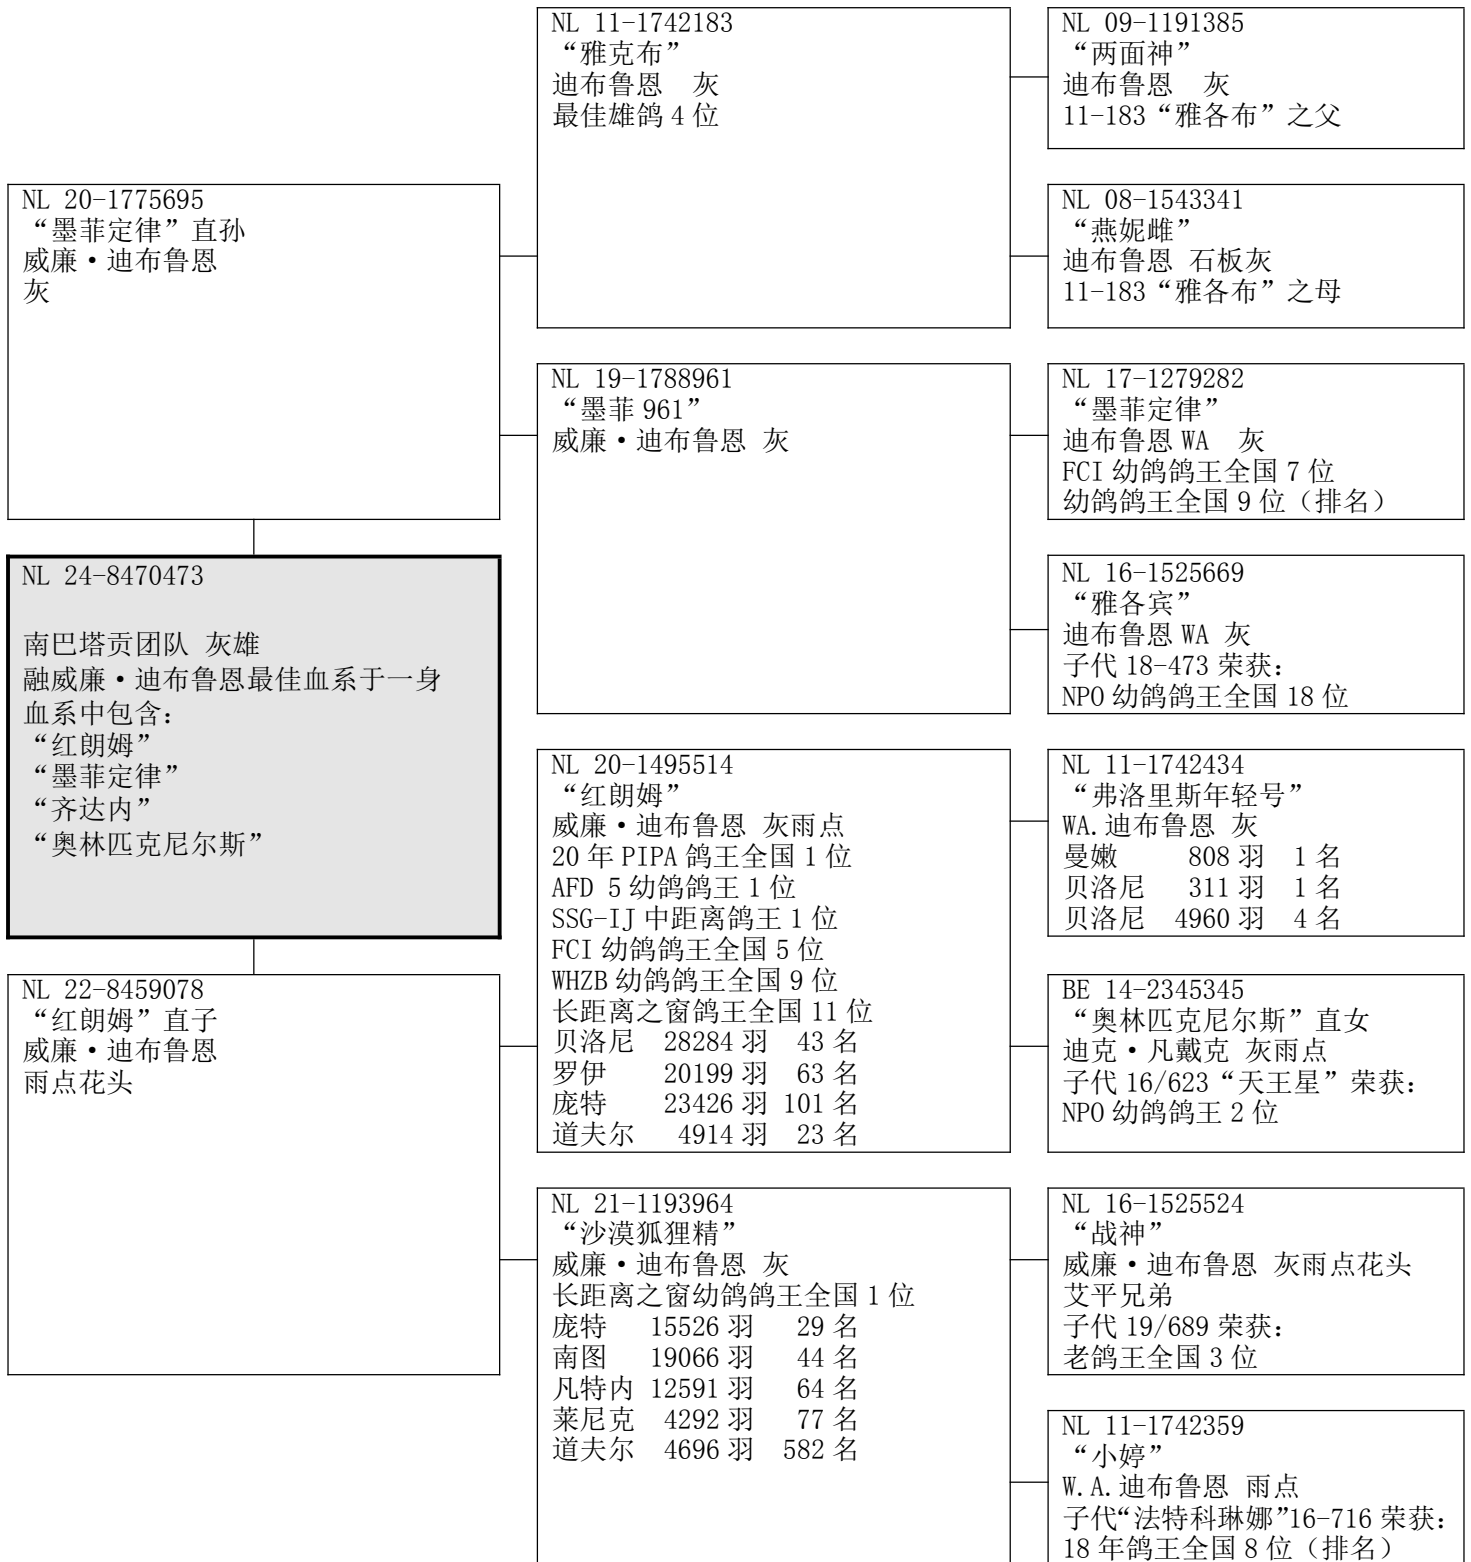 NL 20-1775695
“墨菲定律”直孙
威廉·迪布鲁恩
灰
NL 24-8470473
南巴塔贡团队 灰雄
融威廉·迪布鲁恩最佳血系于一身
血系中包含：
“红朗姆”
“墨菲定律”
“齐达内”
“奥林匹克尼尔斯”
NL 22-8459078
“红朗姆”直子
威廉·迪布鲁恩
雨点花头
NL 11-1742183
“雅克布”
迪布鲁恩 灰
最佳雄鸽 4 位
NL 19-1788961
“墨菲 961”
威廉·迪布鲁恩 灰
NL 20-1495514
“红朗姆”
威廉·迪布鲁恩 灰雨点
20 年 PIPA 鸽王全国 1 位
AFD 5 幼鸽鸽王 1 位
SSG-IJ 中距离鸽王 1 位
FCI 幼鸽鸽王全国 5 位
WHZB 幼鸽鸽王全国 9 位
长距离之窗鸽王全国 11 位
贝洛尼 28284 羽 43 名
罗伊 20199 羽 63 名
庞特 23426 羽 101 名
道夫尔 4914 羽 23 名
NL 21-1193964
“沙漠狐狸精”
威廉·迪布鲁恩 灰
长距离之窗幼鸽鸽王全国 1 位
庞特 15526 羽 29 名
南图 19066 羽 44 名
凡特内 12591 羽 64 名
莱尼克 4292 羽 77 名
道夫尔 4696 羽 582 名
NL 09-1191385
“两面神”
迪布鲁恩 灰
11-183“雅各布”之父
NL 08-1543341
“燕妮雌”
迪布鲁恩 石板灰
11-183“雅各布”之母
NL 17-1279282
“墨菲定律”
迪布鲁恩 WA 灰
FCI 幼鸽鸽王全国 7 位
幼鸽鸽王全国 9 位（排名）
NL 16-1525669
“雅各宾”
迪布鲁恩 WA 灰
子代 18-473 荣获：
NPO 幼鸽鸽王全国 18 位
NL 11-1742434
“弗洛里斯年轻号”
WA.迪布鲁恩 灰
曼嫩 808 羽 1 名
贝洛尼 311 羽 1 名
贝洛尼 4960 羽 4 名
BE 14-2345345
“奥林匹克尼尔斯”直女
迪克·凡戴克 灰雨点
子代 16/623“天王星”荣获：
NPO 幼鸽鸽王 2 位
NL 16-1525524
“战神”
威廉·迪布鲁恩 灰雨点花头
艾平兄弟
子代 19/689 荣获：
老鸽王全国 3 位
NL 11-1742359
“小婷”
W.A.迪布鲁恩 雨点
子代“法特科琳娜”16-716 荣获：
18 年鸽王全国 8 位（排名）